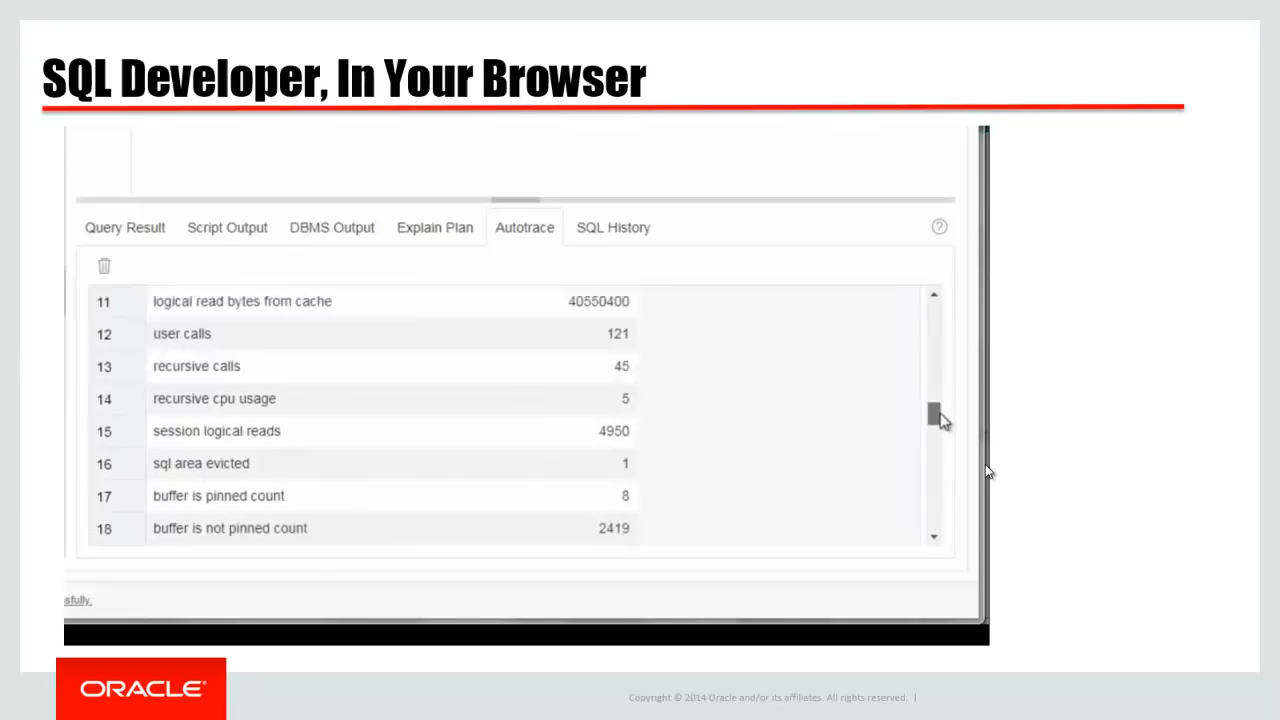 SQL Developer, In Your Browser
Query Result Script Output DBMS Output Explain Plan Autotrace SQL History ?
11 logical read bytes from cache 40550400
12 user calls 121
13 recursive calls 45
14 recursive cpu usage 5
15 session logical reads 4950
16 sql area evicted 1
17 buffer is pinned count 8
18 buffer is not pinned count 2419
sfully.
ORACLE®
Copyright © 2014 Oracle and/or its affiliates. All rights reserved. |